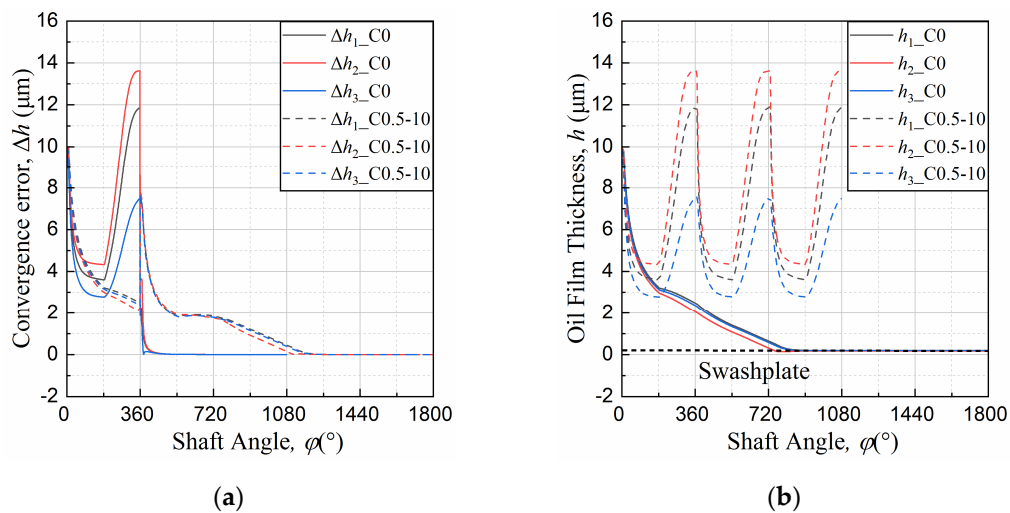 16
14
12
10
8
6
4
2
0
-2
Convergence error, Δh (μm)
Δh₁_C0
Δh₂_C0
Δh₃_C0
Δh₁_C0.5-10
Δh₂_C0.5-10
Δh₃_C0.5-10
0 360 720 1080 1440 1800
Shaft Angle, φ(°)
(a)
16
14
12
10
8
6
4
2
0
-2
Oil Film Thickness, h (μm)
h₁_C0
h₂_C0
h₃_C0
h₁_C0.5-10
h₂_C0.5-10
h₃_C0.5-10
Swashplate
0 360 720 1080 1440 1800
Shaft Angle, φ(°)
(b)